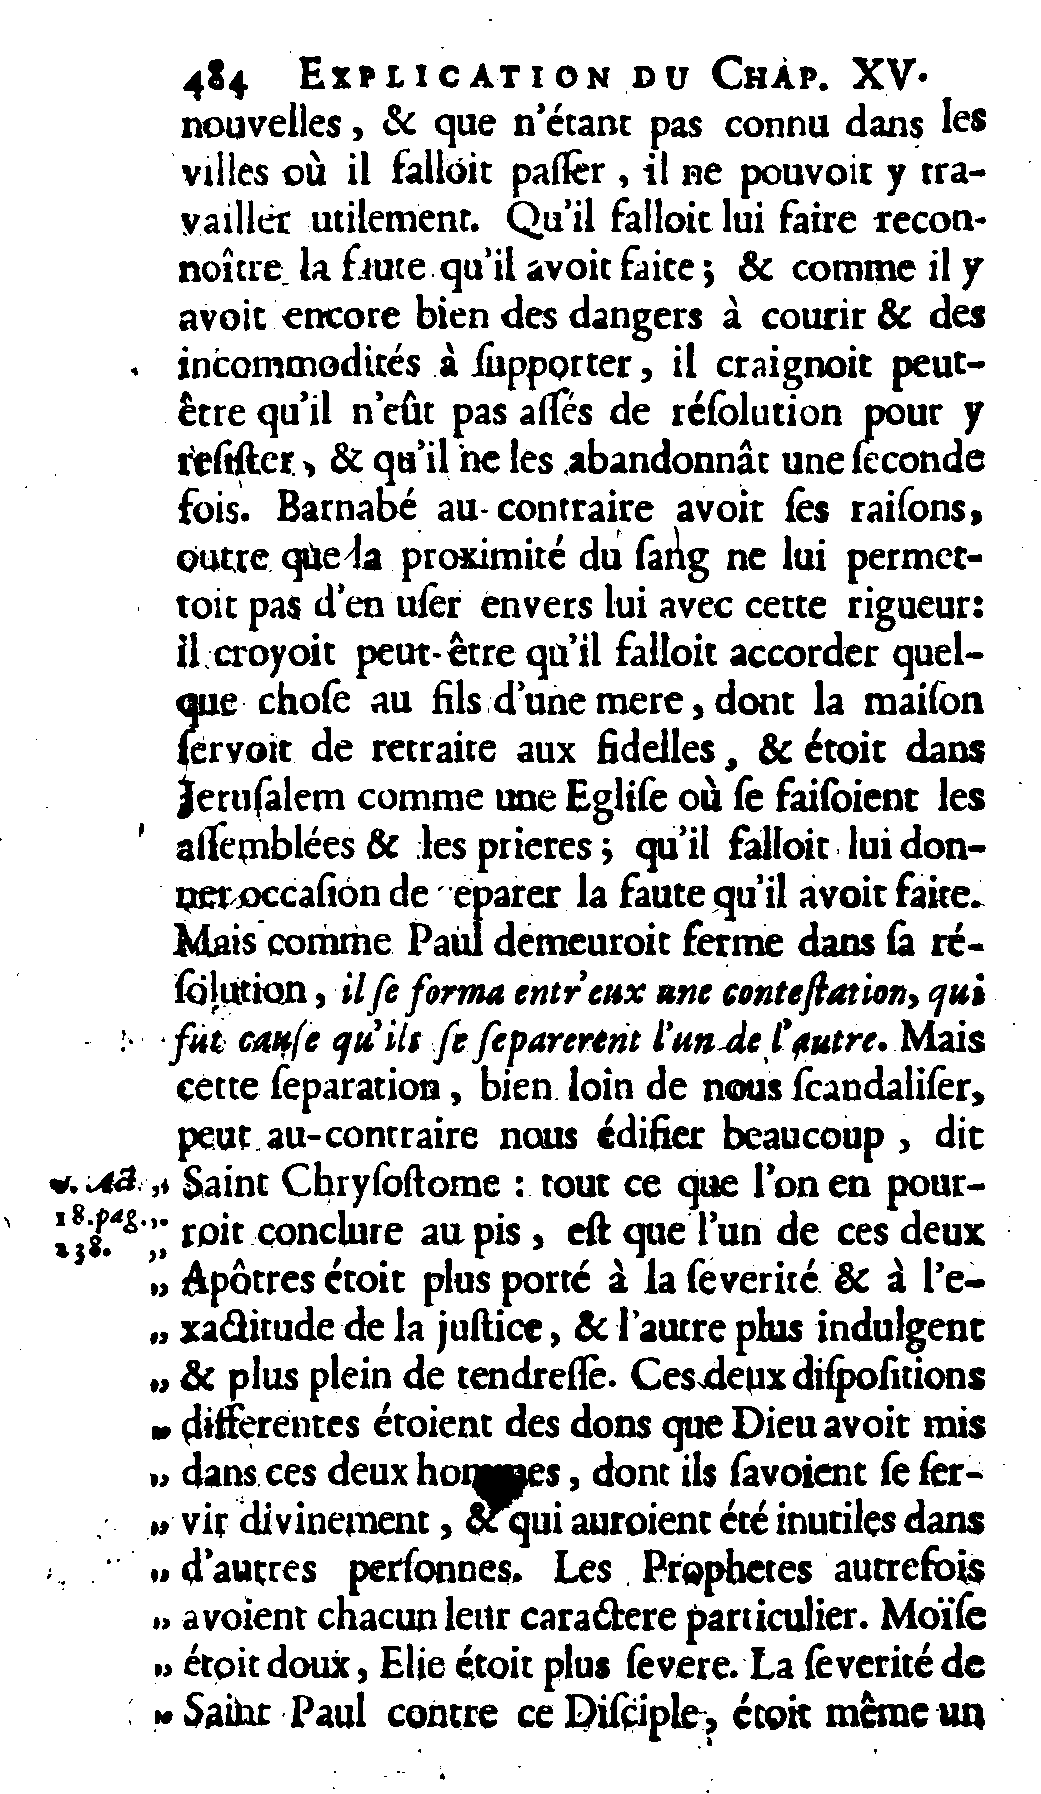 484 EXPLICATION DU CHAP. XV.
nouvelles, & que n'étant pas connu dans les
villes où il falloit paſſer, il ne pouvoit y tra-
vailler utilement. Qu'il falloit lui faire recon-
noître la faute qu'il avoit faite; & comme il y
avoit encore bien des dangers à courir & des
incommodités à ſupporter, il craignoit peut-
être qu'il n'eût pas aſſés de réſolution pour y
reſiſter, & qu'il ne les abandonnât une ſeconde
fois. Barnabé au-contraire avoit ſes raiſons,
outre que la proximité du ſang ne lui permet-
toit pas d'en uſer envers lui avec cette rigueur:
il croyoit peut-être qu'il falloit accorder quel-
que choſe au fils d'une mere, dont la maiſon
ſervoit de retraite aux fidelles, & étoit dans
Jeruſalem comme une Egliſe où ſe faiſoient les
aſſemblées & les prieres; qu'il falloit lui don-
ner occaſion de reparer la faute qu'il avoit faite.
Mais comme Paul demeuroit ferme dans ſa ré-
ſolution, il ſe forma entr'eux une conteſtation, qui
fut cauſe qu'ils ſe ſeparerent l'un de l'autre. Mais
cette ſeparation, bien loin de nous ſcandaliſer,
peut au-contraire nous édifier beaucoup, dit
v. Act. „ Saint Chryſoſtome : tout ce que l'on en pour-
18. pag. „ roit conclure au pis, eſt que l'un de ces deux
238. „ Apôtres étoit plus porté à la ſeverité & à l'e-
„ xactitude de la juſtice, & l'autre plus indulgent
„ & plus plein de tendreſſe. Ces deux diſpoſitions
„ differentes étoient des dons que Dieu avoit mis
„ dans ces deux hommes, dont ils ſavoient ſe ſer-
„ vir divinement, & qui auroient été inutiles dans
„ d'autres perſonnes. Les Prophetes autrefois
„ avoient chacun leur caractere particulier. Moïſe
„ étoit doux, Elie étoit plus ſevere. La ſeverité de
„ Saint Paul contre ce Diſciple, étoit même un